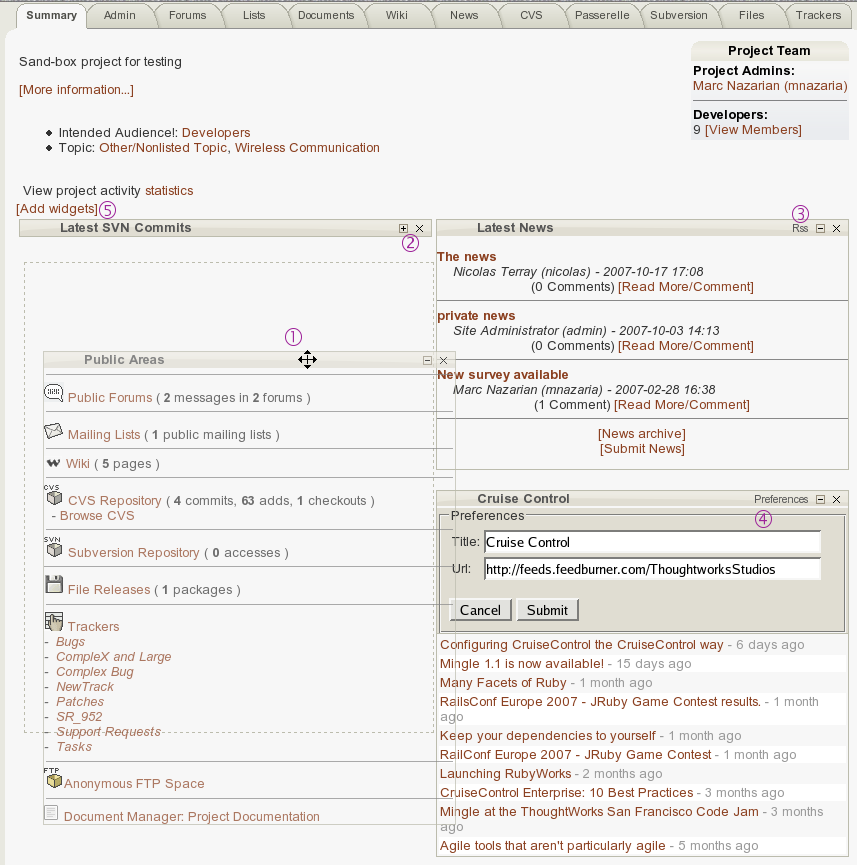 Summary Admin Forums Lists Documents Wiki News CVS Passerelle Subversion Files Trackers
Sand-box project for testing
[More information...]
Intended Audiencel: Developers
Topic: Other/Nonlisted Topic, Wireless Communication
View project activity statistics
[Add widgets] 5
Project Team
Project Admins:
Marc Nazarian (mnazaria)
Developers:
9 [View Members]
Latest SVN Commits
2
1
Public Areas
Public Forums ( 2 messages in 2 forums )
Mailing Lists ( 1 public mailing lists )
W Wiki ( 5 pages )
CVS
CVS Repository ( 4 commits, 63 adds, 1 checkouts )
- Browse CVS
SVN
Subversion Repository ( 0 accesses )
File Releases ( 1 packages )
Trackers
- Bugs
- CompleX and Large
- Complex Bug
- NewTrack
- Patches
- SR_952
- Support Requests
- Tasks
FTP
Anonymous FTP Space
Document Manager: Project Documentation
3
Latest News Rss
The news
Nicolas Terray (nicolas) - 2007-10-17 17:08
(0 Comments) [Read More/Comment]
private news
Site Administrator (admin) - 2007-10-03 14:13
(0 Comments) [Read More/Comment]
New survey available
Marc Nazarian (mnazaria) - 2007-02-28 16:38
(1 Comment) [Read More/Comment]
[News archive]
[Submit News]
Cruise Control Preferences
4
Preferences
Title: Cruise Control
Url: http://feeds.feedburner.com/ThoughtworksStudios
Cancel Submit
Configuring CruiseControl the CruiseControl way - 6 days ago
Mingle 1.1 is now available! - 15 days ago
Many Facets of Ruby - 1 month ago
RailsConf Europe 2007 - JRuby Game Contest results. - 1 month
ago
Keep your dependencies to yourself - 1 month ago
RailConf Europe 2007 - JRuby Game Contest - 1 month ago
Launching RubyWorks - 2 months ago
CruiseControl Enterprise: 10 Best Practices - 3 months ago
Mingle at the ThoughtWorks San Francisco Code Jam - 3 months
ago
Agile tools that aren't particularly agile - 5 months ago